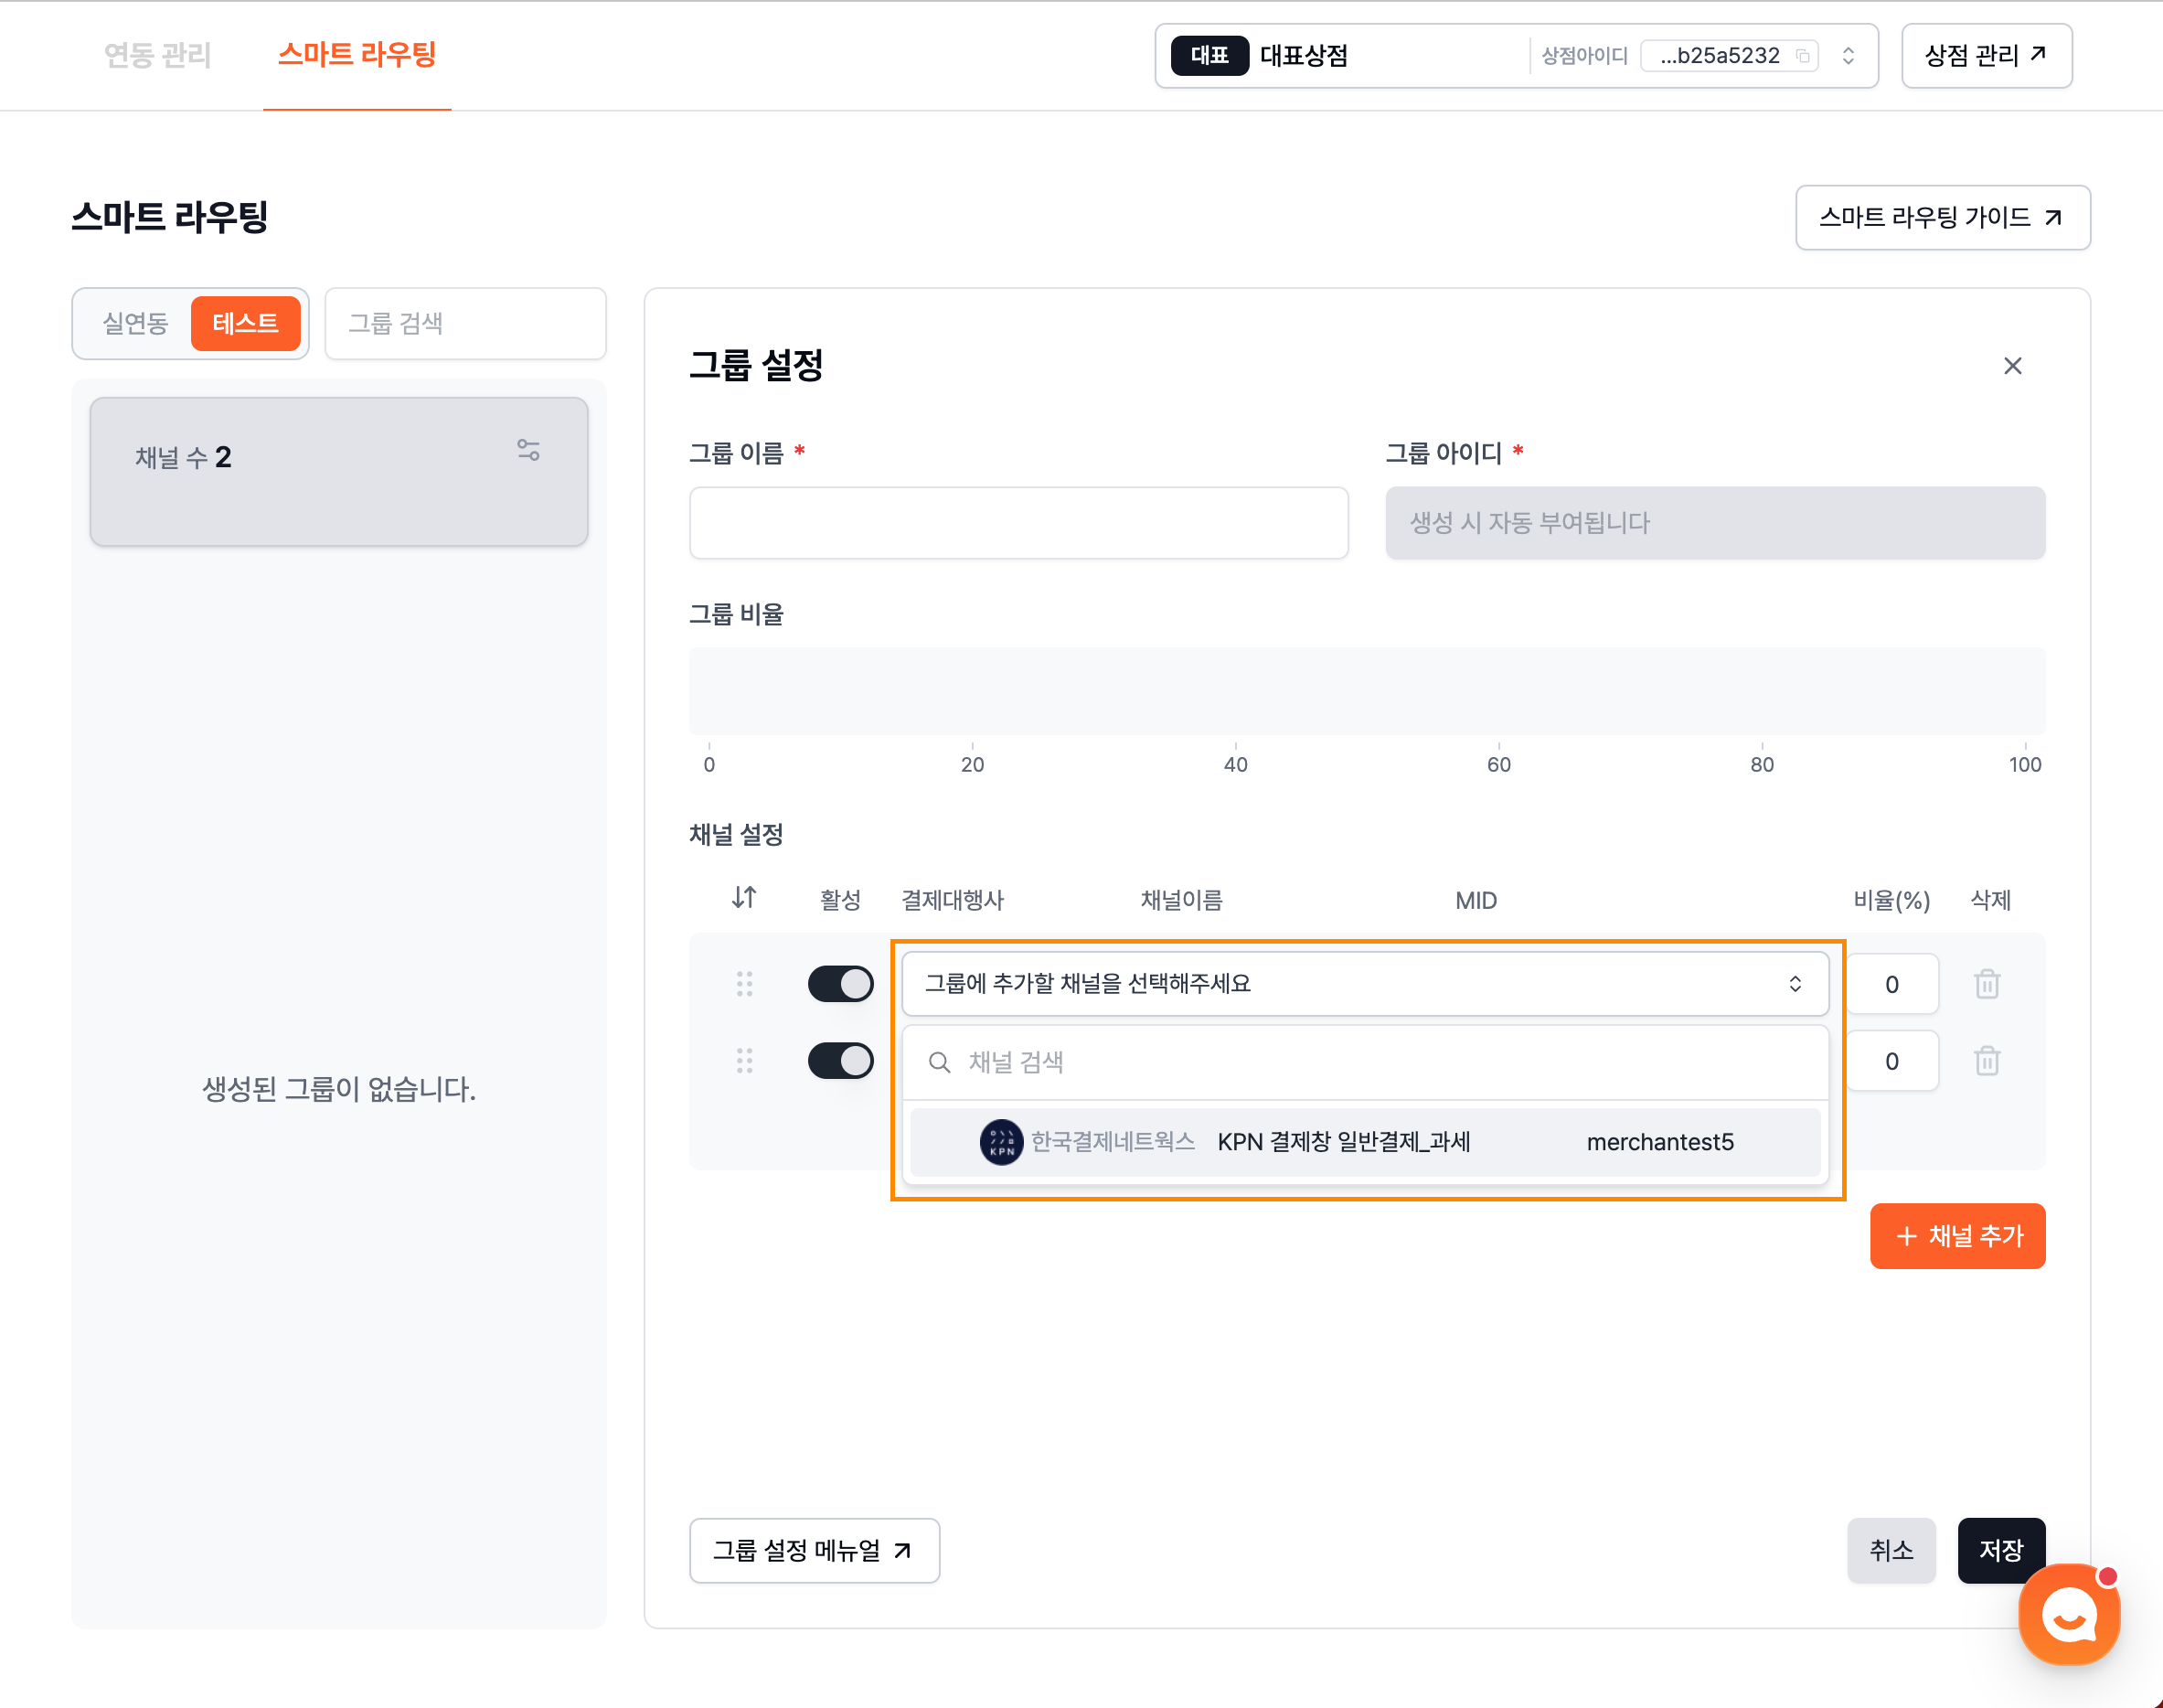 연동 관리
스마트 라우팅
대표 대표상점 상점아이디 ...b25a5232
상점 관리
스마트 라우팅
스마트 라우팅 가이드
실연동 테스트
그룹 검색
채널 수 2
생성된 그룹이 없습니다.
그룹 설정
그룹 이름 *
그룹 아이디 *
생성 시 자동 부여됩니다
그룹 비율
0 20 40 60 80 100
채널 설정
활성 결제대행사 채널이름 MID 비율(%) 삭제
그룹에 추가할 채널을 선택해주세요 0
채널 검색 0
KPN 한국결제네트웍스 KPN 결제창 일반결제_과세 merchantest5
+ 채널 추가
그룹 설정 메뉴얼
취소 저장